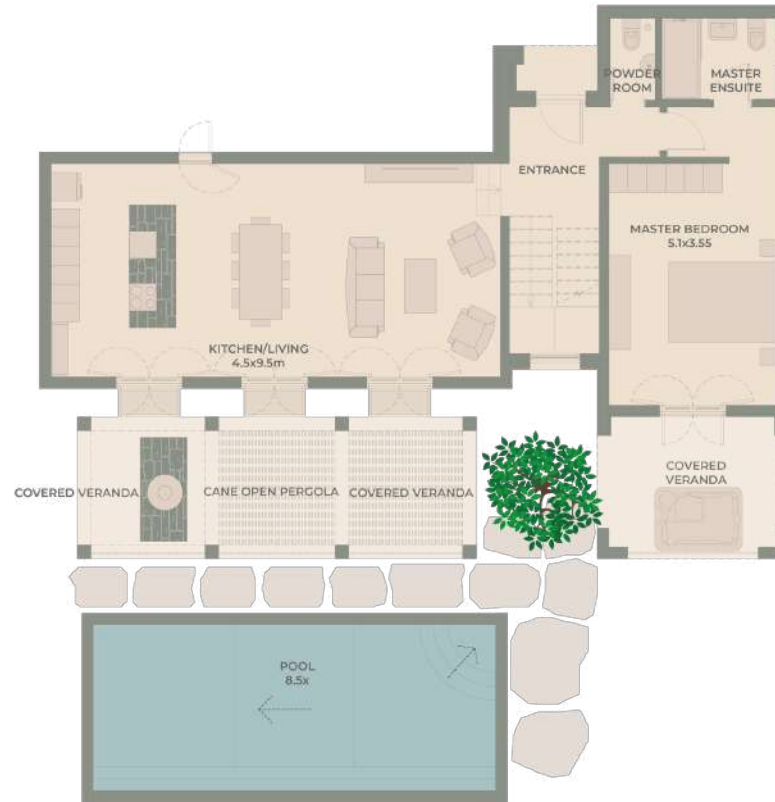 POWDER
ROOM
MASTER
ENSUITE
ENTRANCE
MASTER BEDROOM
5.1x3.55
KITCHEN/LIVING
4.5x9.5m
COVERED VERANDA
CANE OPEN PERGOLA
COVERED VERANDA
COVERED
VERANDA
POOL
8.5x